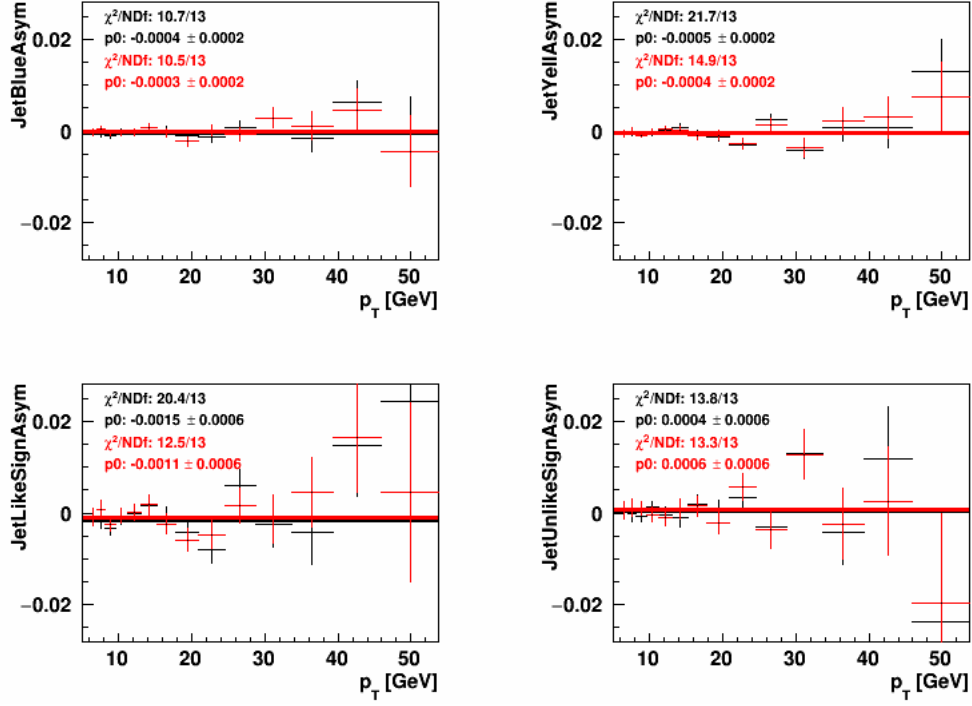 JetBlueAsym
χ²/NDf: 10.7/13
p0: -0.0004 ± 0.0002
χ²/NDf: 10.5/13
p0: -0.0003 ± 0.0002
0.02
0
−0.02
10 20 30 40 50
p_T [GeV]
JetYellAsym
χ²/NDf: 21.7/13
p0: -0.0005 ± 0.0002
χ²/NDf: 14.9/13
p0: -0.0004 ± 0.0002
0.02
0
−0.02
10 20 30 40 50
p_T [GeV]
JetLikeSignAsym
χ²/NDf: 20.4/13
p0: -0.0015 ± 0.0006
χ²/NDf: 12.5/13
p0: -0.0011 ± 0.0006
0.02
0
−0.02
10 20 30 40 50
p_T [GeV]
JetUnlikeSignAsym
χ²/NDf: 13.8/13
p0: 0.0004 ± 0.0006
χ²/NDf: 13.3/13
p0: 0.0006 ± 0.0006
0.02
0
−0.02
10 20 30 40 50
p_T [GeV]